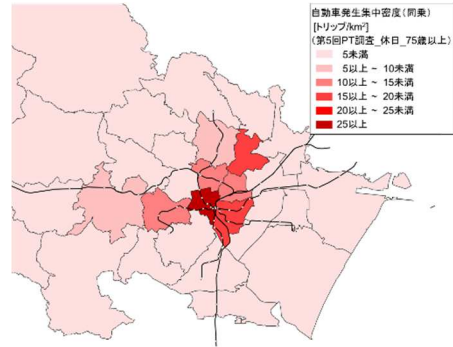 自動車発生集中密度(同乗)
[トリップ/km²]
(第5回PT調査_休日_75歳以上)
5未満
5以上 ~ 10未満
10以上 ~ 15未満
15以上 ~ 20未満
20以上 ~ 25未満
25以上